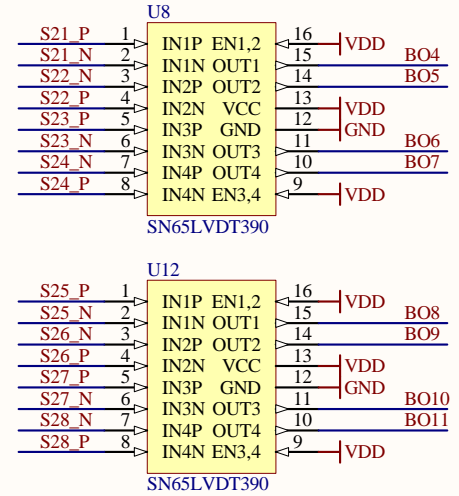 U8
S21_P 1 IN1P EN1,2 16 VDD
S21_N 2 IN1N OUT1 15 BO4
S22_N 3 IN2P OUT2 14 BO5
S22_P 4 IN2N VCC 13 VDD
S23_P 5 IN3P GND 12 GND
S23_N 6 IN3N OUT3 11 BO6
S24_N 7 IN4P OUT4 10 BO7
S24_P 8 IN4N EN3,4 9 VDD
SN65LVDT390
U12
S25_P 1 IN1P EN1,2 16 VDD
S25_N 2 IN1N OUT1 15 BO8
S26_N 3 IN2P OUT2 14 BO9
S26_P 4 IN2N VCC 13 VDD
S27_P 5 IN3P GND 12 GND
S27_N 6 IN3N OUT3 11 BO10
S28_N 7 IN4P OUT4 10 BO11
S28_P 8 IN4N EN3,4 9 VDD
SN65LVDT390